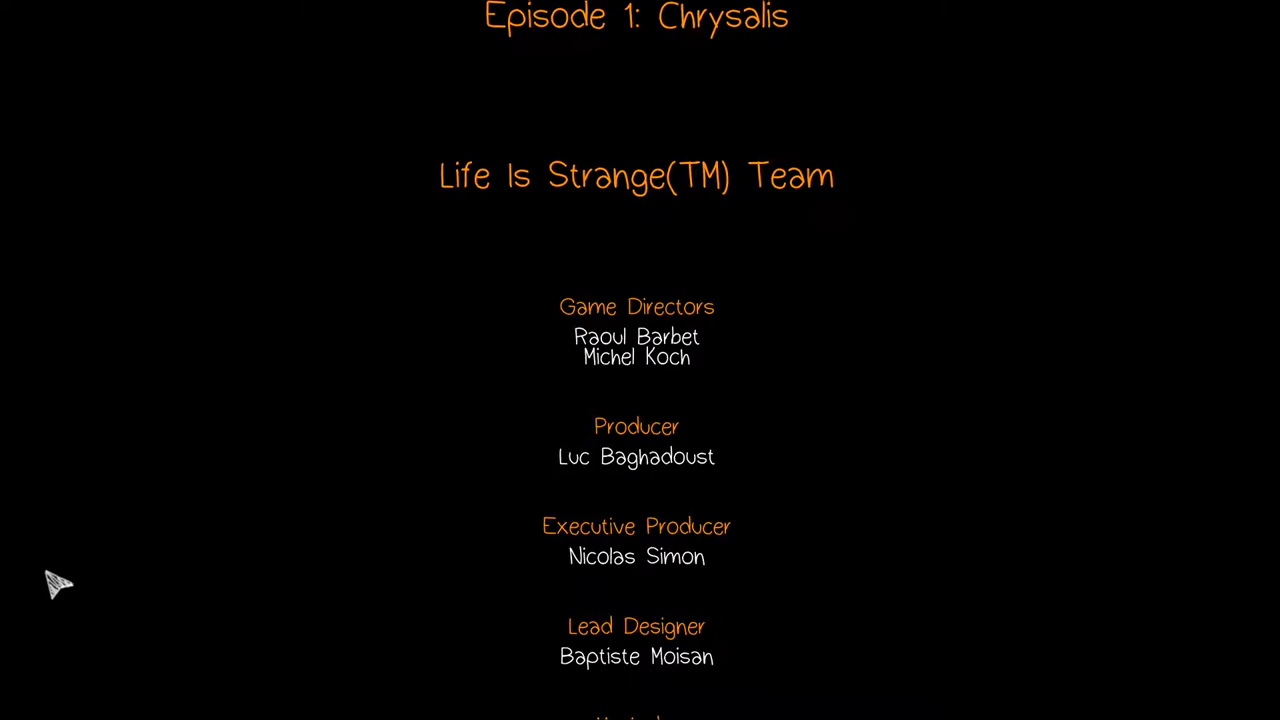 Episode 1: Chrysalis
Life Is Strange(TM) Team
Game Directors
Raoul Barbet
Michel Koch
Producer
Luc Baghadoust
Executive Producer
Nicolas Simon
Lead Designer
Baptiste Moisan